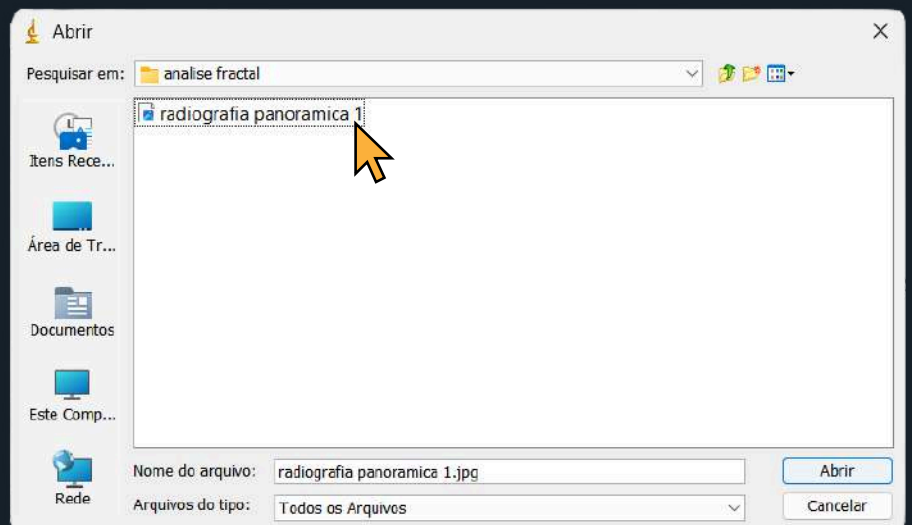 Abrir
Pesquisar em: analise fractal
radiografia panoramica 1
Itens Rece...
Área de Tr...
Documentos
Este Comp...
Rede
Nome do arquivo: radiografia panoramica 1.jpg Abrir
Arquivos do tipo: Todos os Arquivos Cancelar